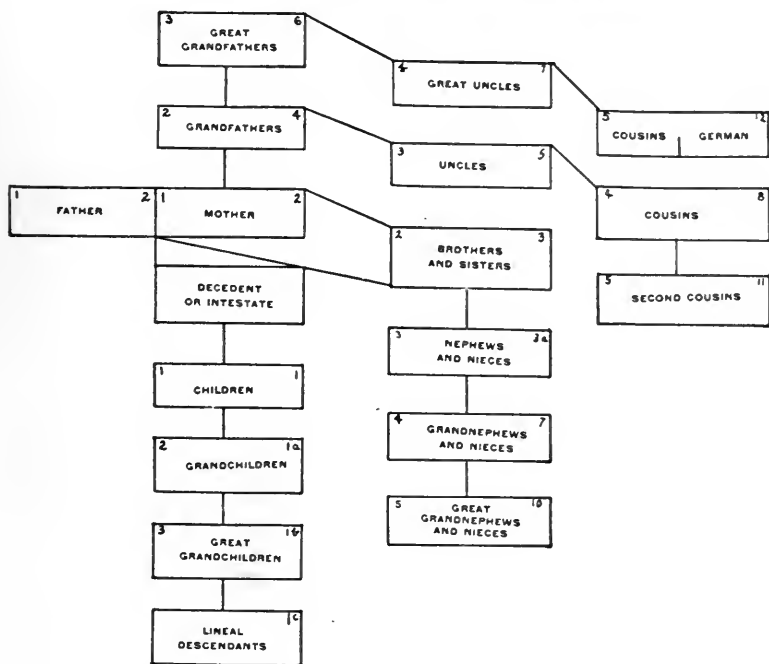 3 6
GREAT
GRANDFATHERS
4 7
GREAT UNCLES
5 12
COUSINS GERMAN
2 4
GRANDFATHERS
3 5
UNCLES
1 2
FATHER
1 2
MOTHER
4 8
COUSINS
2 3
BROTHERS
AND SISTERS
DECEDENT
OR INTESTATE
5 11
SECOND COUSINS
3 3a
NEPHEWS
AND NIECES
1 1
CHILDREN
4 7
GRANDNEPHEWS
AND NIECES
2 1a
GRANDCHILDREN
5 10
GREAT
GRANDNEPHEWS
AND NIECES
3 1b
GREAT
GRANDCHILDREN
1c
LINEAL
DESCENDANTS